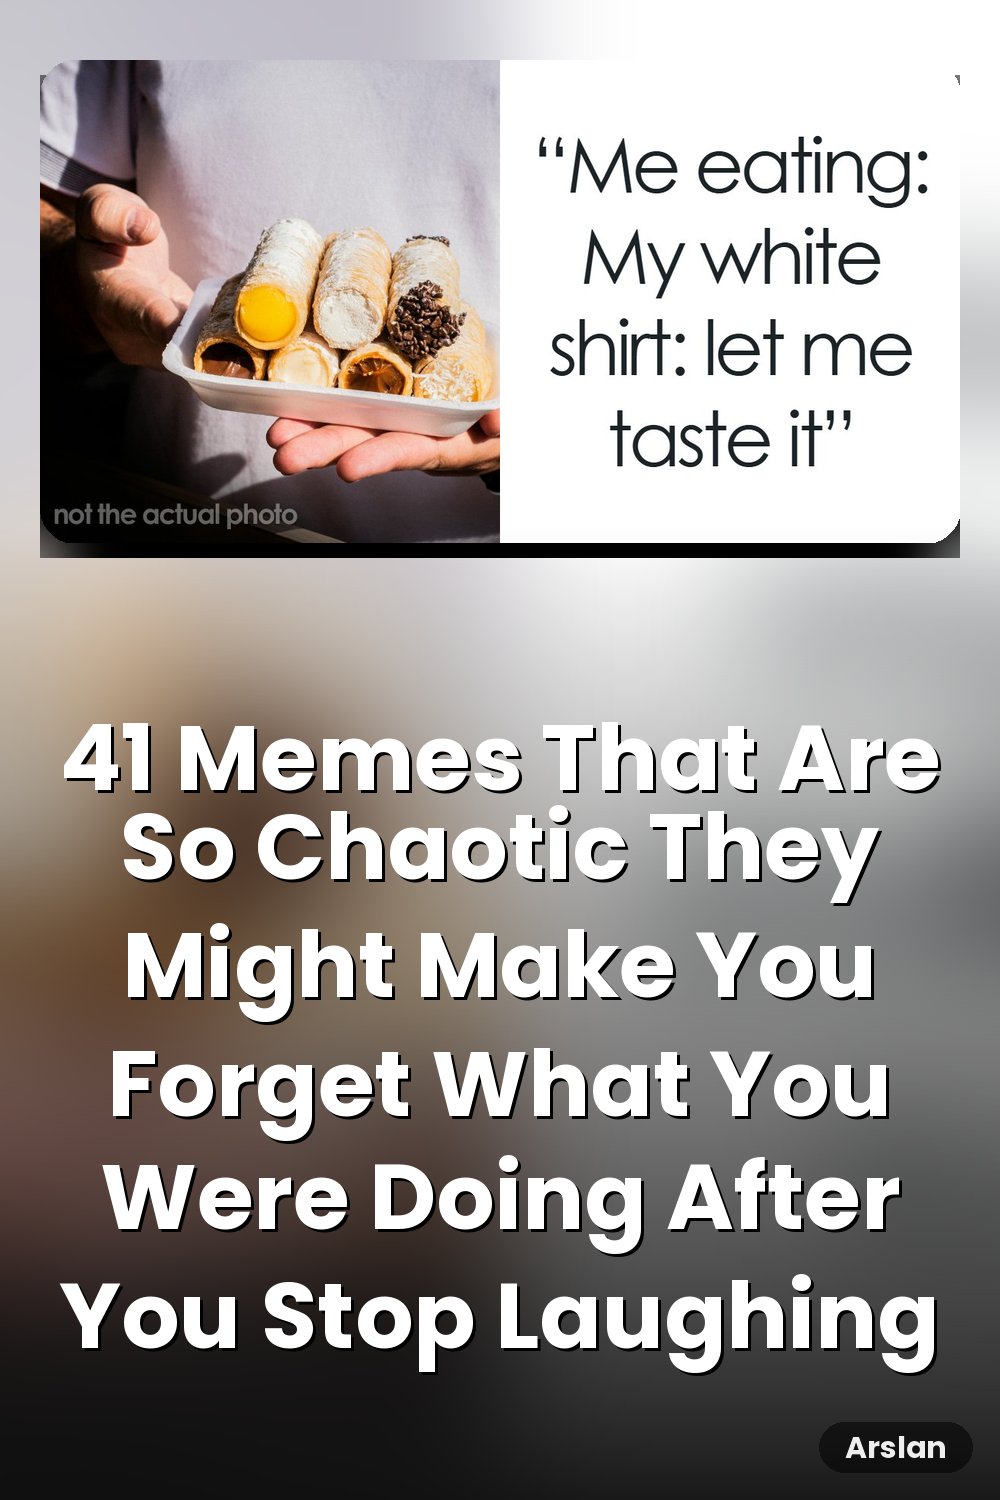 “Me eating:
My white
shirt: let me
taste it”
not the actual photo
41 Memes That Are
So Chaotic They
Might Make You
Forget What You
Were Doing After
You Stop Laughing
Arslan